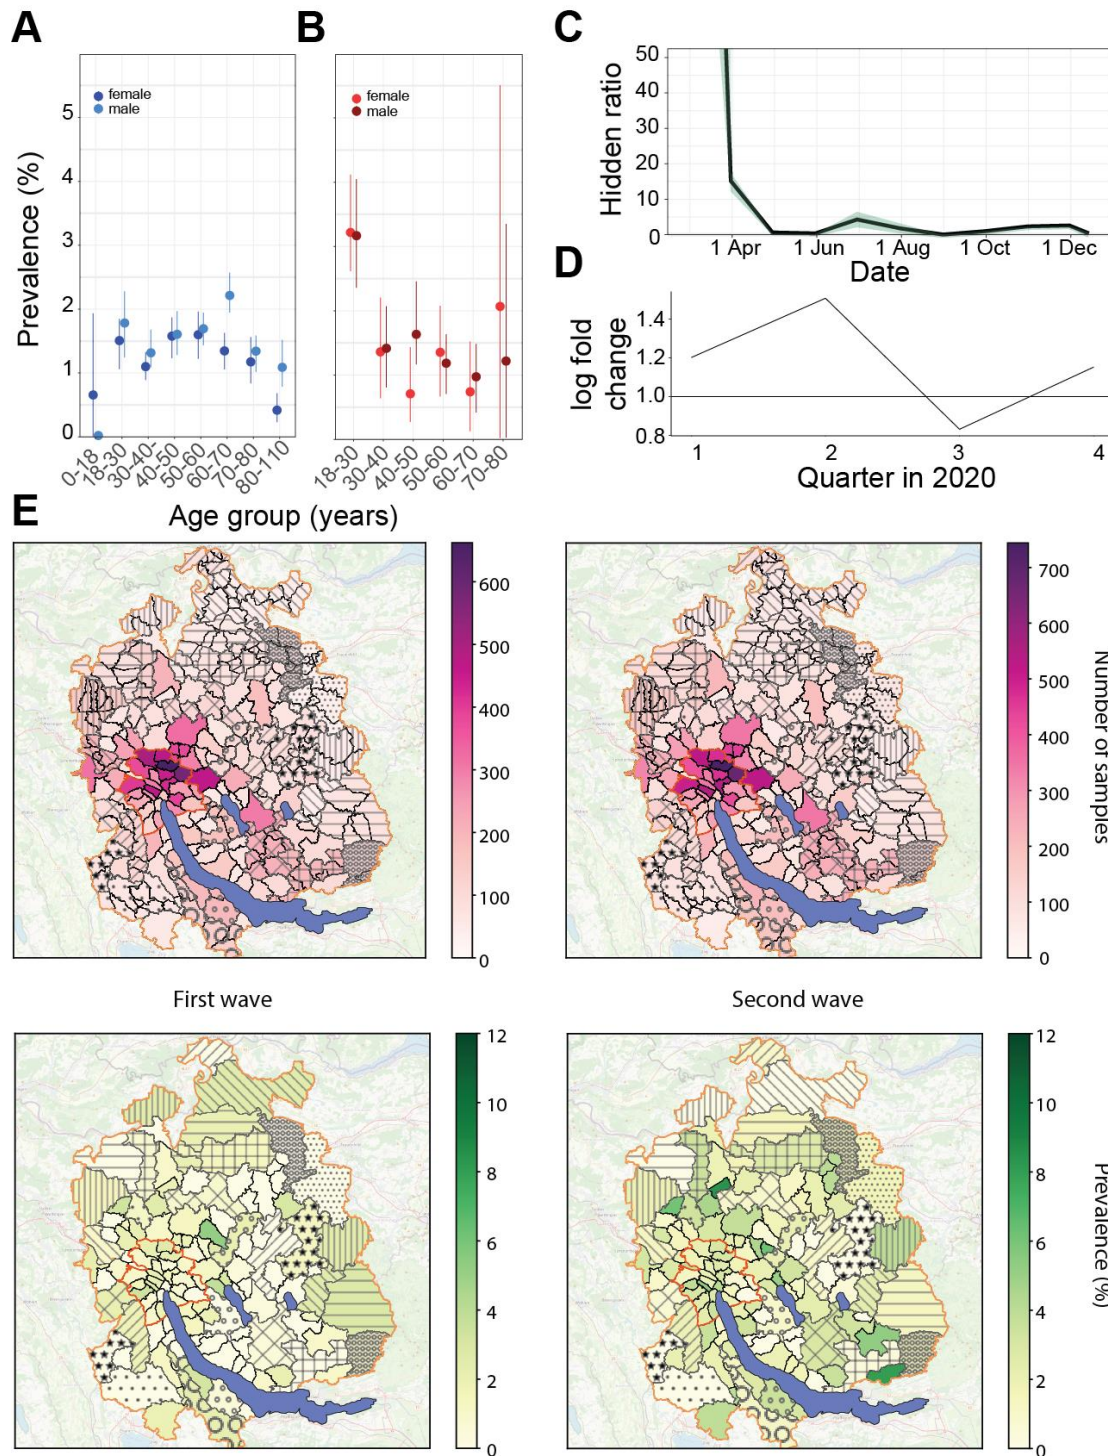 A
B
C
female
male
female
male
Prevalence (%)
5
4
3
2
1
0
0-18
18-30
30-40-
40-50
50-60
60-70
70-80
80-110
18-30
30-40
40-50
50-60
60-70
70-80
Age group (years)
Hidden ratio
50
40
30
20
10
0
1 Apr
1 Jun
1 Aug
1 Oct
1 Dec
Date
D
log fold
change
1.4
1.2
1.0
0.8
1
2
3
4
Quarter in 2020
E
600
500
400
300
200
100
0
700
600
500
400
300
200
100
0
Number of samples
First wave
Second wave
12
10
8
6
4
2
0
12
10
8
6
4
2
0
Prevalence (%)